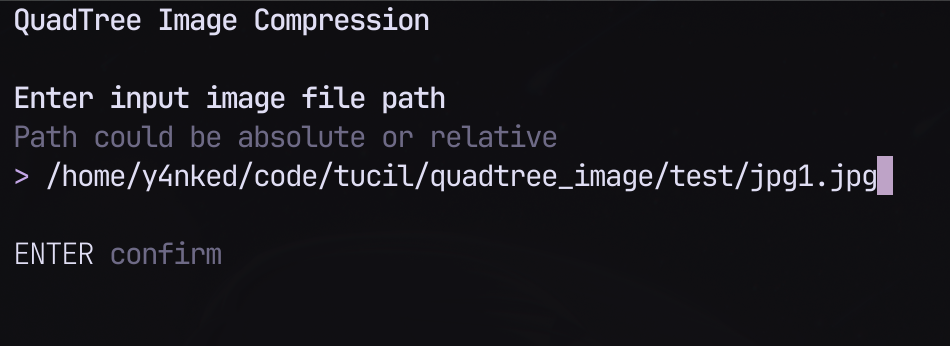 QuadTree Image Compression
Enter input image file path
Path could be absolute or relative
> /home/y4nked/code/tucil/quadtree_image/test/jpg1.jpg
ENTER confirm